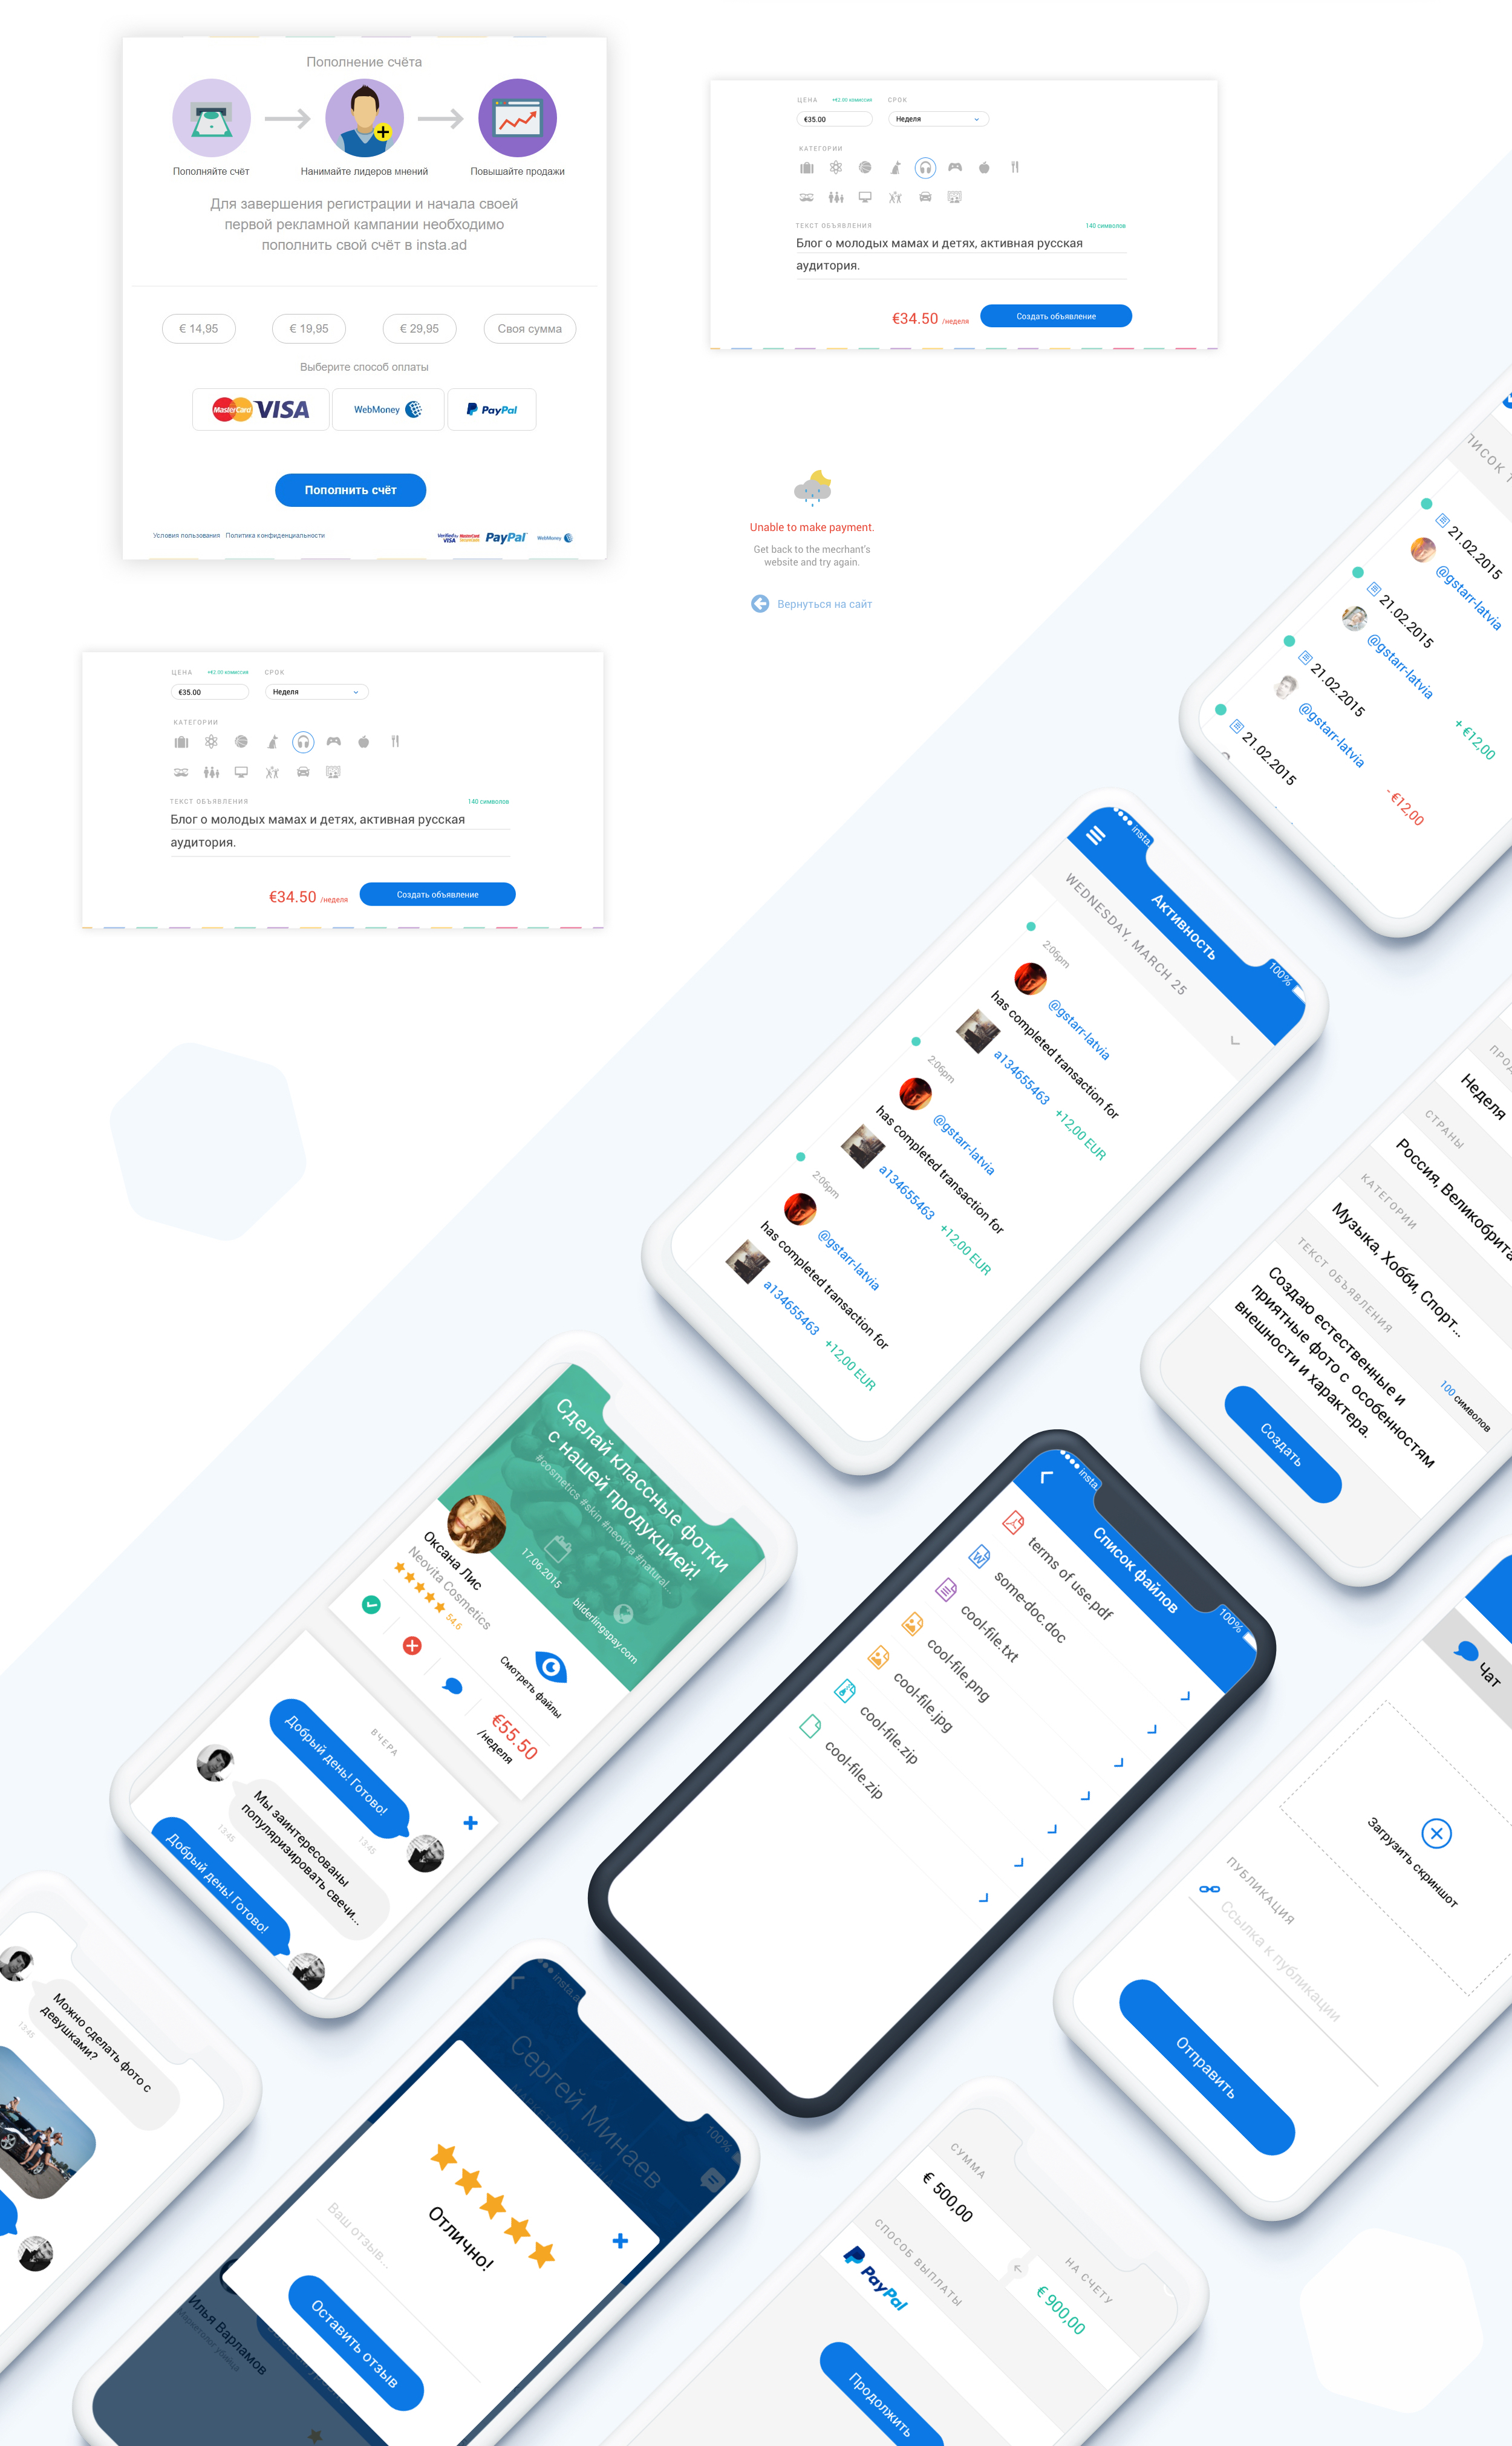 Пополнение счёта
Пополняйте счёт
Нанимайте лидеров мнений
Повышайте продажи
Для завершения регистрации и начала своей
первой рекламной кампании необходимо
пополнить свой счёт в insta.ad
€ 14,95
€ 19,95
€ 29,95
Своя сумма
Выберите способ оплаты
MasterCard VISA
WebMoney
PayPal
Пополнить счёт
Условия пользования Политика конфиденциальности
Verified by VISA MasterCard PayPal WebMoney
ЦЕНА +€2.00 комиссия СРОК
€35.00 Неделя
КАТЕГОРИИ
ТЕКСТ ОБЪЯВЛЕНИЯ 140 символов
Блог о молодых мамах и детях, активная русская
аудитория.
€34.50 /неделя Создать объявление
Unable to make payment.
Get back to the mecrhant's
website and try again.
Вернуться на сайт
ЦЕНА +€2.00 комиссия СРОК
€35.00 Неделя
КАТЕГОРИИ
ТЕКСТ ОБЪЯВЛЕНИЯ 140 символов
Блог о молодых мамах и детях, активная русская
аудитория.
€34.50 /неделя Создать объявление
21.02.2015
@gstarr-latvia
21.02.2015
@gstarr-latvia
+ €12,00
21.02.2015
@gstarr-latvia
- €12,00
21.02.2015
insta.
100%
Активность
WEDNESDAY, MARCH 25
2:06pm
@gstarr-latvia
has completed transaction for
a134655463 +12,00 EUR
2:06pm
@gstarr-latvia
has completed transaction for
a134655463 +12,00 EUR
2:06pm
@gstarr-latvia
has completed transaction for
a134655463 +12,00 EUR
Неделя
СТРАНЫ
Россия, Великобрита
КАТЕГОРИИ
Музыка, Хобби, Спорт...
ТЕКСТ ОБЪЯВЛЕНИЯ
100 символов
Создаю естественные и
приятные фото с особенностям
внешности и характера.
Создать
Сделай классные фотки
с нашей продукцией!
#cosmetics #skin #neovita #natural...
17.06.2015
bilderlingspay.com
Оксана Лис
Neovita Cosmetics
54.6
Смотреть файлы
€55.50
/неделя
ВЧЕРА
Добрый день! Готово!
13:45
Мы заинтересованы
популяризировать свечи...
13:45
Добрый день! Готово!
insta.
100%
Список файлов
terms of use.pdf
some-doc.doc
cool-file.txt
cool-file.png
cool-file.jpg
cool-file.zip
cool-file.zip
Чат
Загрузить скриншот
ПУБЛИКАЦИЯ
Ссылка к публикации
Отправить
Можно сделать фото с
девушками?
13:45
insta.a
100%
Сергей Минаев
Отлично!
Ваш отзыв...
Оставить отзыв
Илья Варламов
Маркетолог убийца
СУММА
€ 500,00
НА СЧЕТУ
€ 900,00
СПОСОБ ВЫПЛАТЫ
PayPal
Продолжить